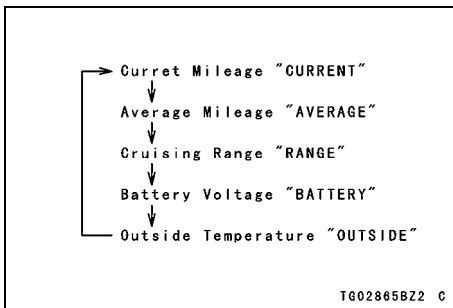 Curret Mileage "CURRENT"
Average Mileage "AVERAGE"
Cruising Range "RANGE"
Battery Voltage "BATTERY"
Outside Temperature "OUTSIDE"
TG02865BZ2 C